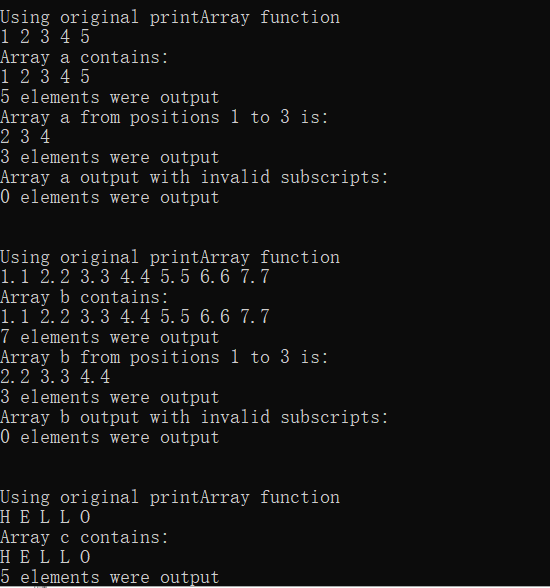 Using original printArray function
1 2 3 4 5
Array a contains:
1 2 3 4 5
5 elements were output
Array a from positions 1 to 3 is:
2 3 4
3 elements were output
Array a output with invalid subscripts:
0 elements were output
Using original printArray function
1.1 2.2 3.3 4.4 5.5 6.6 7.7
Array b contains:
1.1 2.2 3.3 4.4 5.5 6.6 7.7
7 elements were output
Array b from positions 1 to 3 is:
2.2 3.3 4.4
3 elements were output
Array b output with invalid subscripts:
0 elements were output
Using original printArray function
H E L L O
Array c contains:
H E L L O
5 elements were output